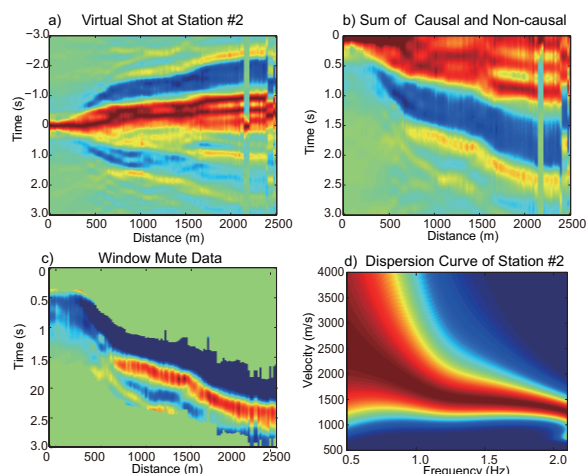 a) Virtual Shot at Station #2
−3.0
−2.0
-1.0
0
1.0
2.0
3.0
Time (s)
0 500 1000 1500 2000 2500
Distance (m)
b) Sum of Causal and Non-causal
0
0.5
1.0
1.5
2.0
2.5
3.0
Time (s)
0 500 1000 1500 2000 2500
Distance (m)
c) Window Mute Data
0
0.5
1.0
1.5
20
2.5
3.0
Time (s)
0 500 1000 1500 2000 2500
Distance (m)
d) Dispersion Curve of Station #2
4000
3500
3000
2500
2000
1500
1000
500
Velocity (m/s)
0.5 1.0 1.5 2.0
Frequency (Hz)